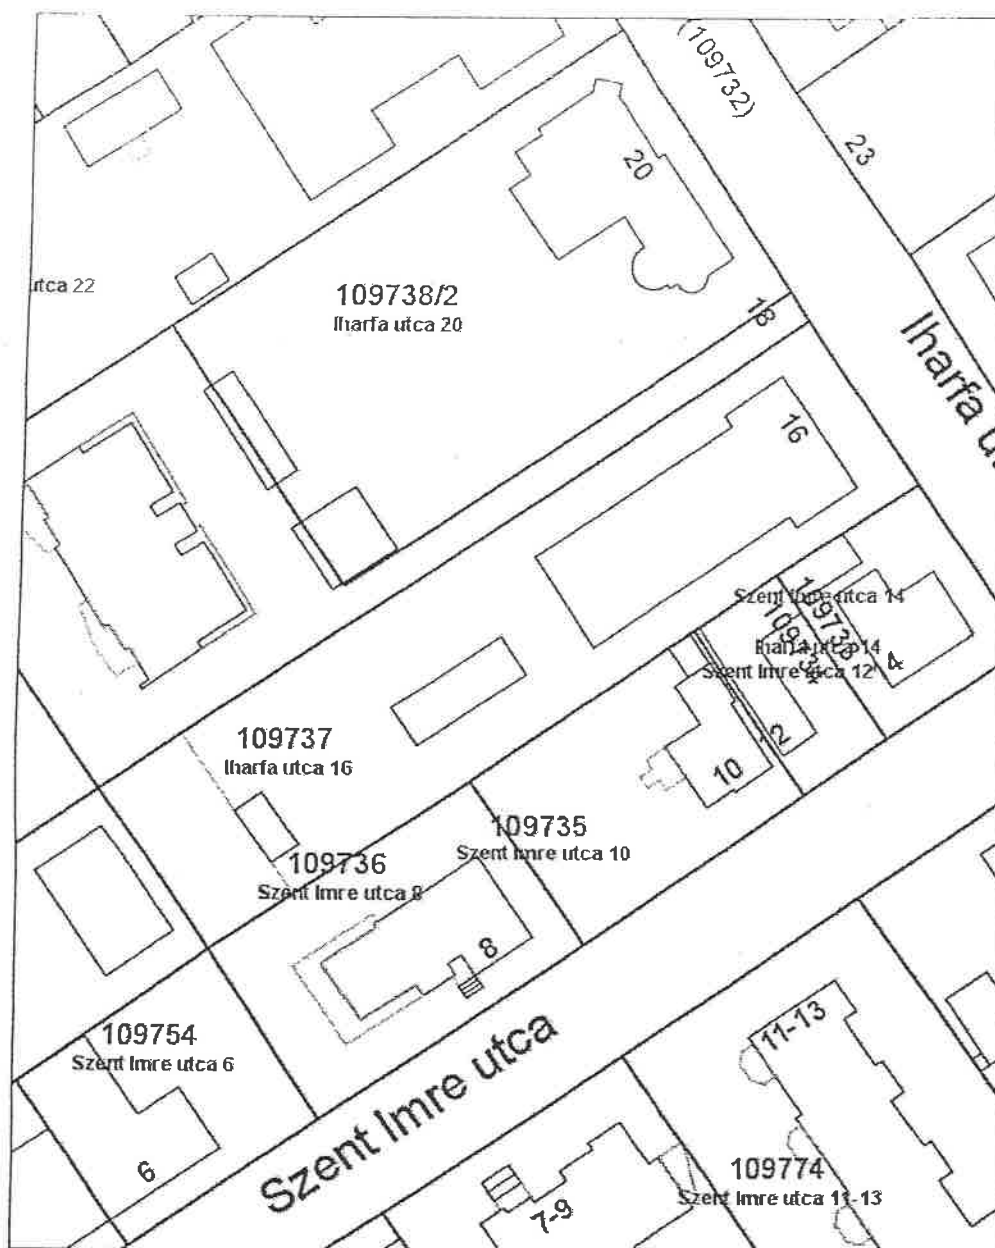 (109732)
23
20
utca 22
109738/2
Iharfa utca 20
18
Iharfa u
16
Szent Imre utca 14
109733
109734
Iharfa utca 14
Szent Imre utca 12
4
12
10
109737
Iharfa utca 16
109735
Szent Imre utca 10
109736
Szent Imre utca 8
8
109754
Szent Imre utca 6
6
Szent Imre utca
11-13
109774
Szent Imre utca 11-13
7-9